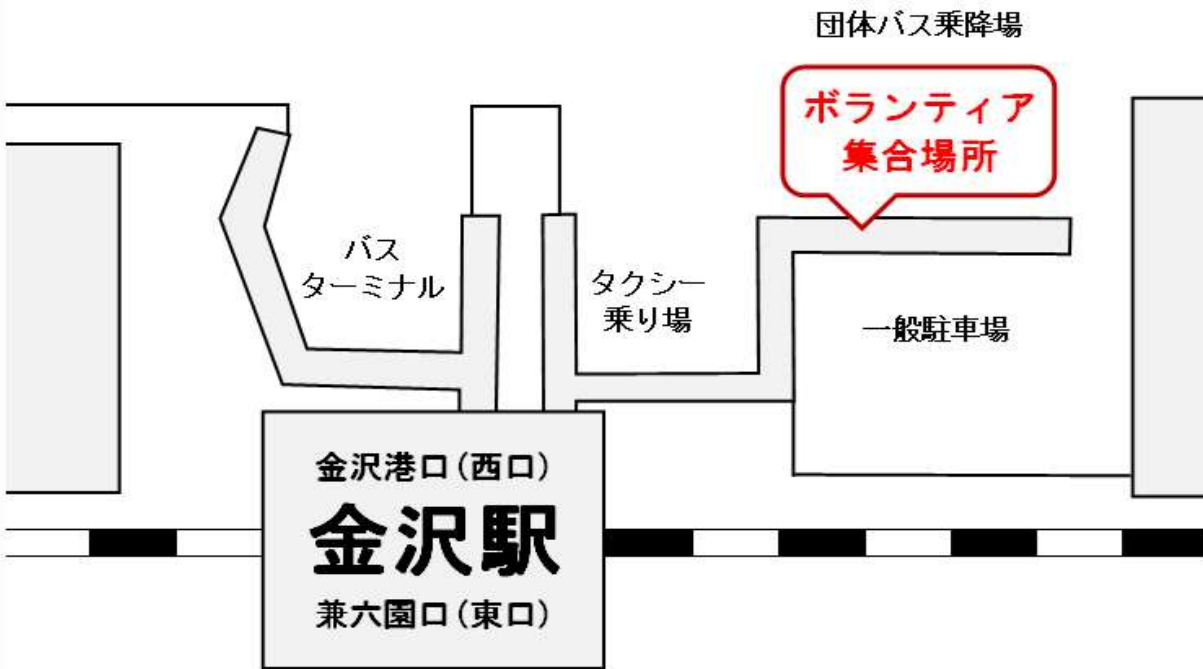 団体バス乗降場
ボランティア
集合場所
バス
ターミナル
タクシー
乗り場
一般駐車場
金沢港口(西口)
金沢駅
兼六園口(東口)